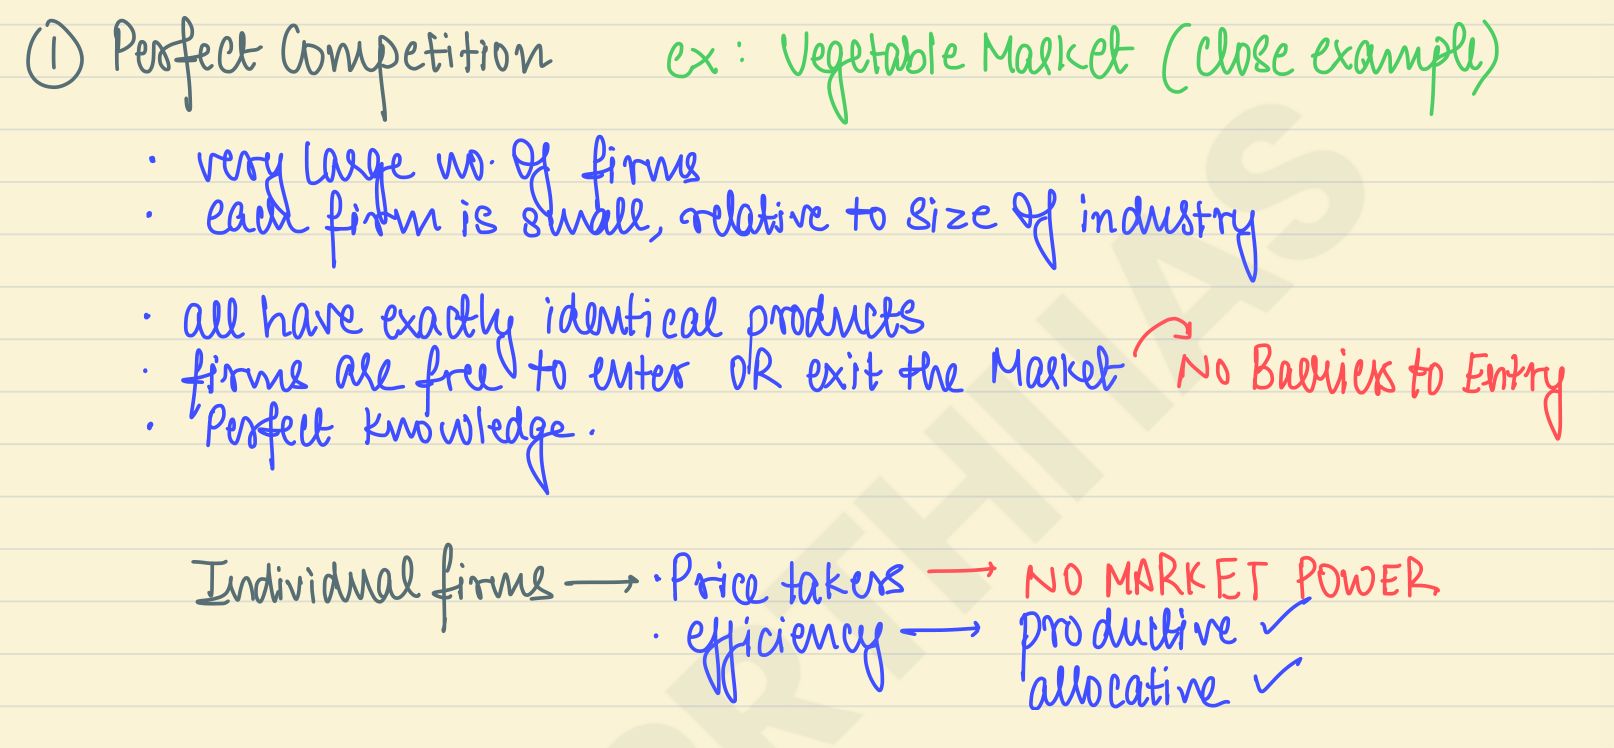 ① Perfect Competition ex: Vegetable Market (close example)
• very large no. of firms
• each firm is small, relative to size of industry
• all have exactly identical products
• firms are free to enter OR exit the Market → No Barriers to Entry
• Perfect knowledge.
Individual firms → • Price takers → NO MARKET POWER
• efficiency → productive ✓
allocative ✓
RTHI IAS